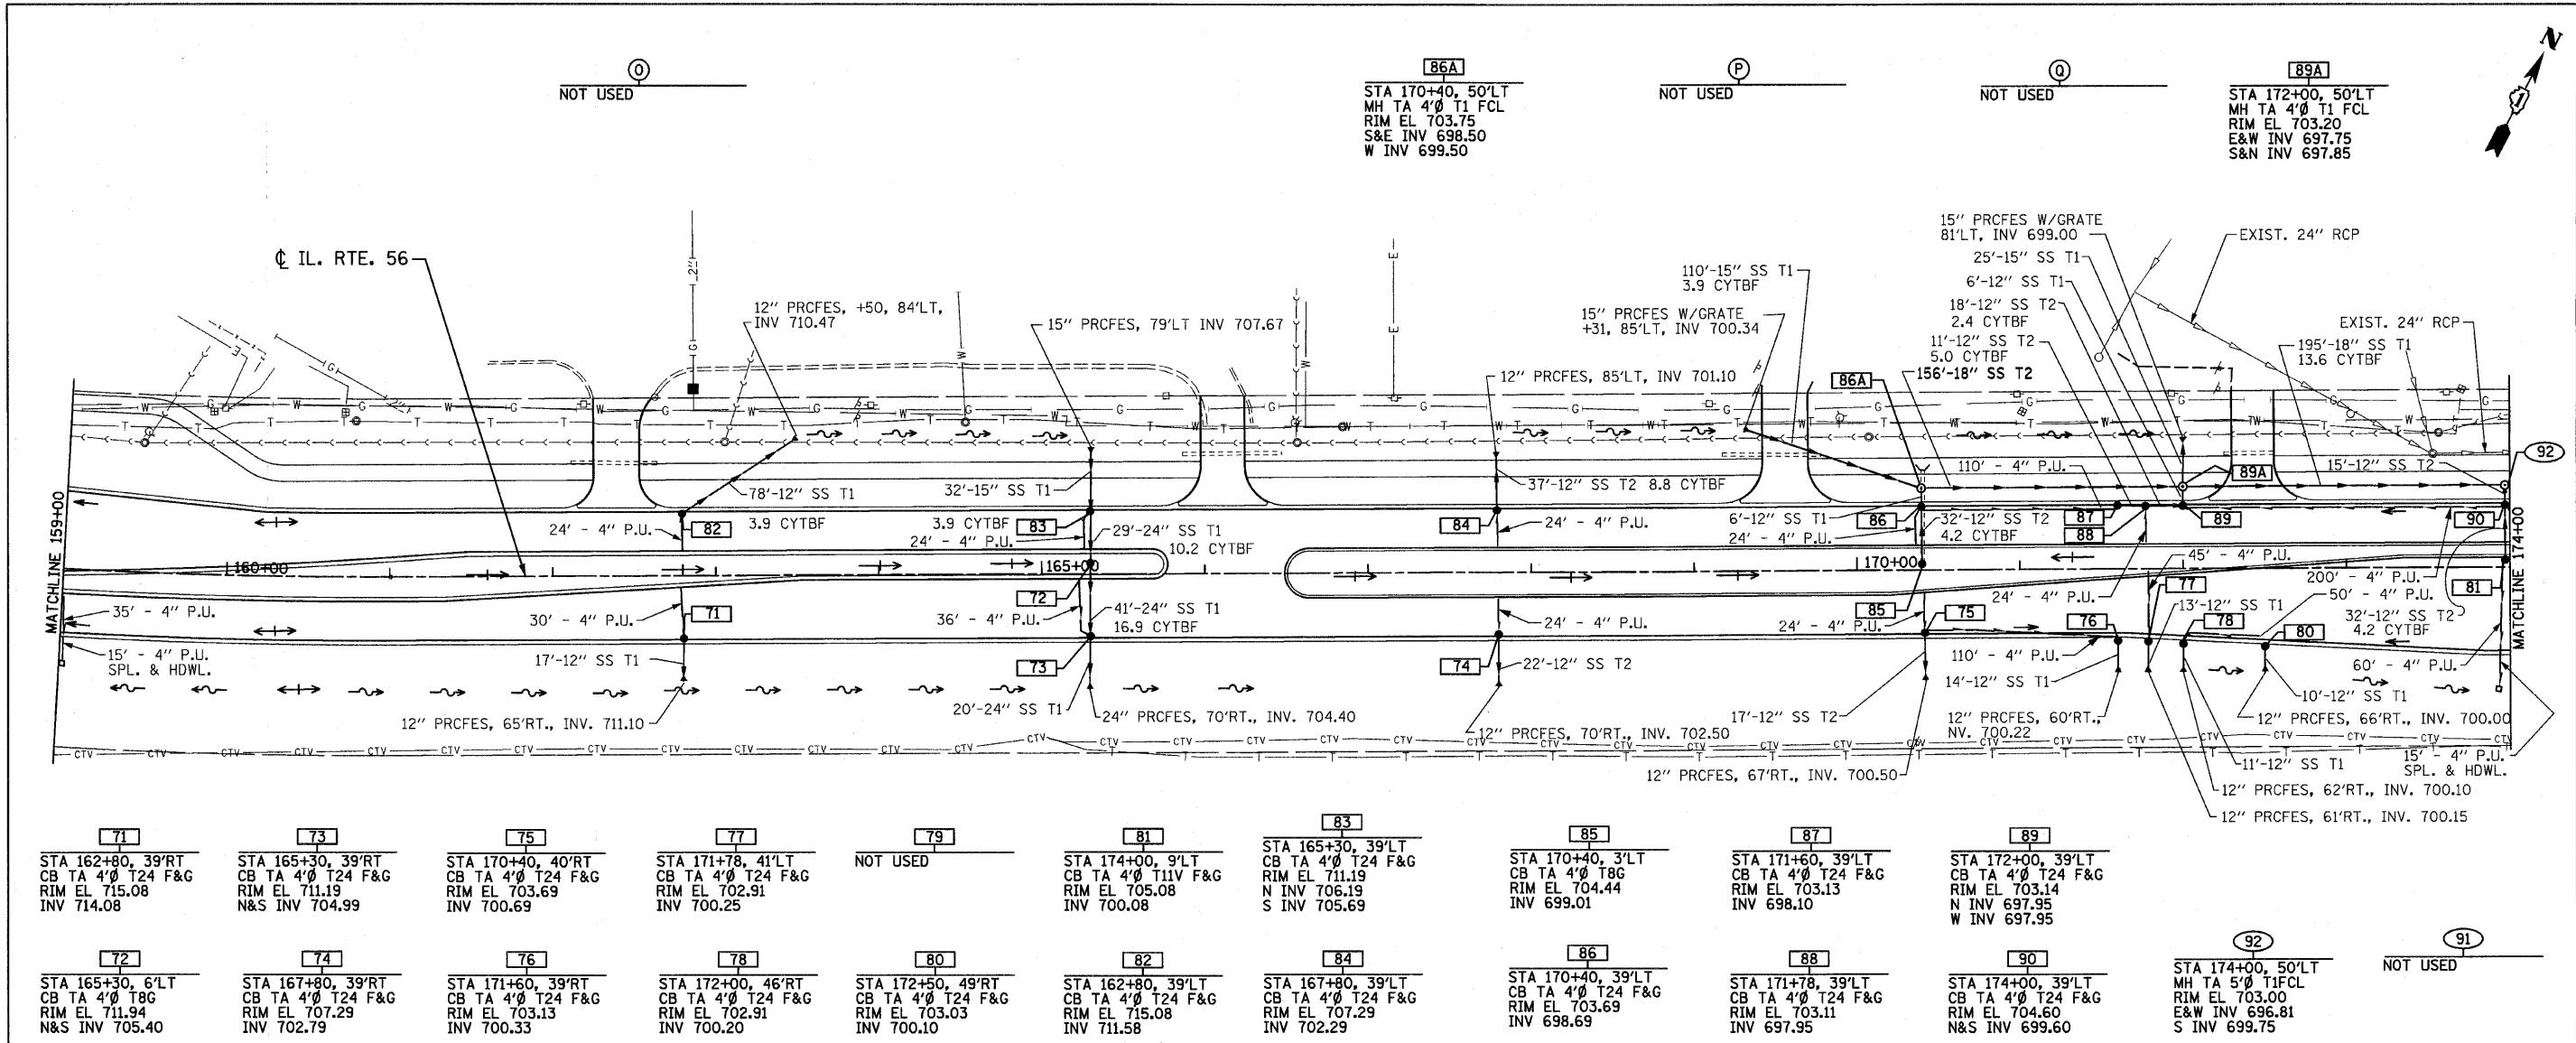 O
NOT USED
86A
STA 170+40, 50'LT
MH TA 4'Ø T1 FCL
RIM EL 703.75
S&E INV 698.50
W INV 699.50
P
NOT USED
Q
NOT USED
89A
STA 172+00, 50'LT
MH TA 4'Ø T1 FCL
RIM EL 703.20
E&W INV 697.75
S&N INV 697.85
N
1
℄ IL. RTE. 56
12" PRCFES, +50, 84'LT,
INV 710.47
15" PRCFES, 79'LT INV 707.67
12" PRCFES, 85'LT, INV 701.10
15" PRCFES W/GRATE
+31, 85'LT, INV 700.34
110'-15" SS T1
3.9 CYTBF
15" PRCFES W/GRATE
81'LT, INV 699.00
25'-15" SS T1
6'-12" SS T1
18'-12" SS T2
2.4 CYTBF
11'-12" SS T2
5.0 CYTBF
156'-18" SS T2
86A
EXIST. 24" RCP
EXIST. 24" RCP
195'-18" SS T1
13.6 CYTBF
MATCHLINE 159+00
78'-12" SS T1
3.9 CYTBF
24' - 4" P.U.
82
32'-15" SS T1
3.9 CYTBF
83
24' - 4" P.U.
29'-24" SS T1
10.2 CYTBF
37'-12" SS T2 8.8 CYTBF
84
24' - 4" P.U.
6'-12" SS T1
24' - 4" P.U.
86
32'-12" SS T2
4.2 CYTBF
110' - 4" P.U.
87
88
89
89A
15'-12" SS T2
90
92
160+00
165+00
170+00
35' - 4" P.U.
15' - 4" P.U.
SPL. & HDWL.
30' - 4" P.U.
71
17'-12" SS T1
12" PRCFES, 65'RT., INV. 711.10
72
36' - 4" P.U.
41'-24" SS T1
16.9 CYTBF
73
20'-24" SS T1
24" PRCFES, 70'RT., INV. 704.40
24' - 4" P.U.
74
22'-12" SS T2
12" PRCFES, 70'RT., INV. 702.50
85
75
24' - 4" P.U.
17'-12" SS T2
12" PRCFES, 67'RT., INV. 700.50
24' - 4" P.U.
45' - 4" P.U.
77
13'-12" SS T1
76
78
80
110' - 4" P.U.
14'-12" SS T1
12" PRCFES, 60'RT.,
NV. 700.22
200' - 4" P.U.
50' - 4" P.U.
32'-12" SS T2
4.2 CYTBF
81
60' - 4" P.U.
10'-12" SS T1
12" PRCFES, 66'RT., INV. 700.00
15' - 4" P.U.
SPL. & HDWL.
11'-12" SS T1
12" PRCFES, 62'RT., INV. 700.10
12" PRCFES, 61'RT., INV. 700.15
MATCHLINE 174+00
71
STA 162+80, 39'RT
CB TA 4'Ø T24 F&G
RIM EL 715.08
INV 714.08
73
STA 165+30, 39'RT
CB TA 4'Ø T24 F&G
RIM EL 711.19
N&S INV 704.99
75
STA 170+40, 40'RT
CB TA 4'Ø T24 F&G
RIM EL 703.69
INV 700.69
77
STA 171+78, 41'LT
CB TA 4'Ø T24 F&G
RIM EL 702.91
INV 700.25
79
NOT USED
81
STA 174+00, 9'LT
CB TA 4'Ø T11V F&G
RIM EL 705.08
INV 700.08
83
STA 165+30, 39'LT
CB TA 4'Ø T24 F&G
RIM EL 711.19
N INV 706.19
S INV 705.69
85
STA 170+40, 3'LT
CB TA 4'Ø T8G
RIM EL 704.44
INV 699.01
87
STA 171+60, 39'LT
CB TA 4'Ø T24 F&G
RIM EL 703.13
INV 698.10
89
STA 172+00, 39'LT
CB TA 4'Ø T24 F&G
RIM EL 703.14
N INV 697.95
W INV 697.95
72
STA 165+30, 6'LT
CB TA 4'Ø T8G
RIM EL 711.94
N&S INV 705.40
74
STA 167+80, 39'RT
CB TA 4'Ø T24 F&G
RIM EL 707.29
INV 702.79
76
STA 171+60, 39'RT
CB TA 4'Ø T24 F&G
RIM EL 703.13
INV 700.33
78
STA 172+00, 46'RT
CB TA 4'Ø T24 F&G
RIM EL 702.91
INV 700.20
80
STA 172+50, 49'RT
CB TA 4'Ø T24 F&G
RIM EL 703.03
INV 700.10
82
STA 162+80, 39'LT
CB TA 4'Ø T24 F&G
RIM EL 715.08
INV 711.58
84
STA 167+80, 39'LT
CB TA 4'Ø T24 F&G
RIM EL 707.29
INV 702.29
86
STA 170+40, 39'LT
CB TA 4'Ø T24 F&G
RIM EL 703.69
INV 698.69
88
STA 171+78, 39'LT
CB TA 4'Ø T24 F&G
RIM EL 703.11
INV 697.95
90
STA 174+00, 39'LT
CB TA 4'Ø T24 F&G
RIM EL 704.60
N&S INV 699.60
92
STA 174+00, 50'LT
MH TA 5'Ø T1FCL
RIM EL 703.00
E&W INV 696.81
S INV 699.75
91
NOT USED